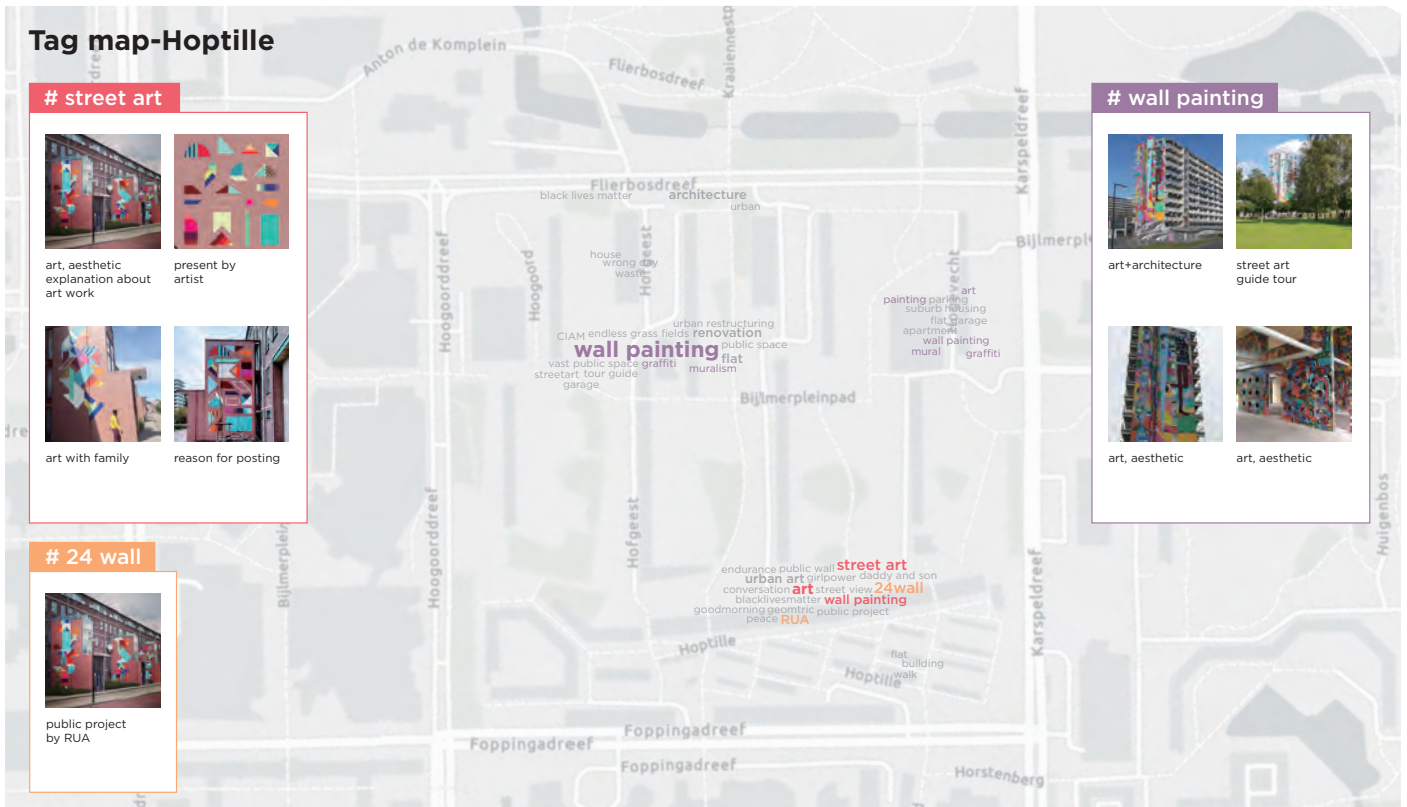 Tag map-Hoptille
# street art
art, aesthetic
explanation about
art work
present by
artist
art with family
reason for posting
# 24 wall
public project
by RUA
# wall painting
art+architecture
street art
guide tour
art, aesthetic
art, aesthetic
Anton de Komplein
Flierbosdreef
Karspeldreef
Flierbosdreef
black lives matter
architecture
urban
house
wrong day
waste
Hoogoorddreef
Hoogoord
Hofgeest
Bijlmerple
art
painting parking
suburb housing
flat garage
apartment
wall painting
mural
graffiti
urban restructuring
CIAM endless grass fields renovation
wall painting public space
flat
vast public space graffiti
muralism
streetart tour guide
garage
Bijlmerpleinpad
Hoogoorddreef
Hofgeest
Huigenbos
Karspeldreef
endurance public wall street art
urban art girlpower daddy and son
conversation art street view 24wall
blacklivesmatter wall painting
goodmorning geomtric public project
peace RUA
Hoptille
flat
building
walk
Hoptille
Foppingadreef
Foppingadreef
Foppingadreef
Horstenberg